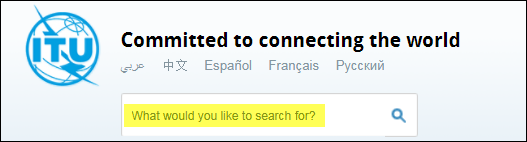 ITU
Committed to connecting the world
عربي 中文 Español Français Русский
What would you like to search for?